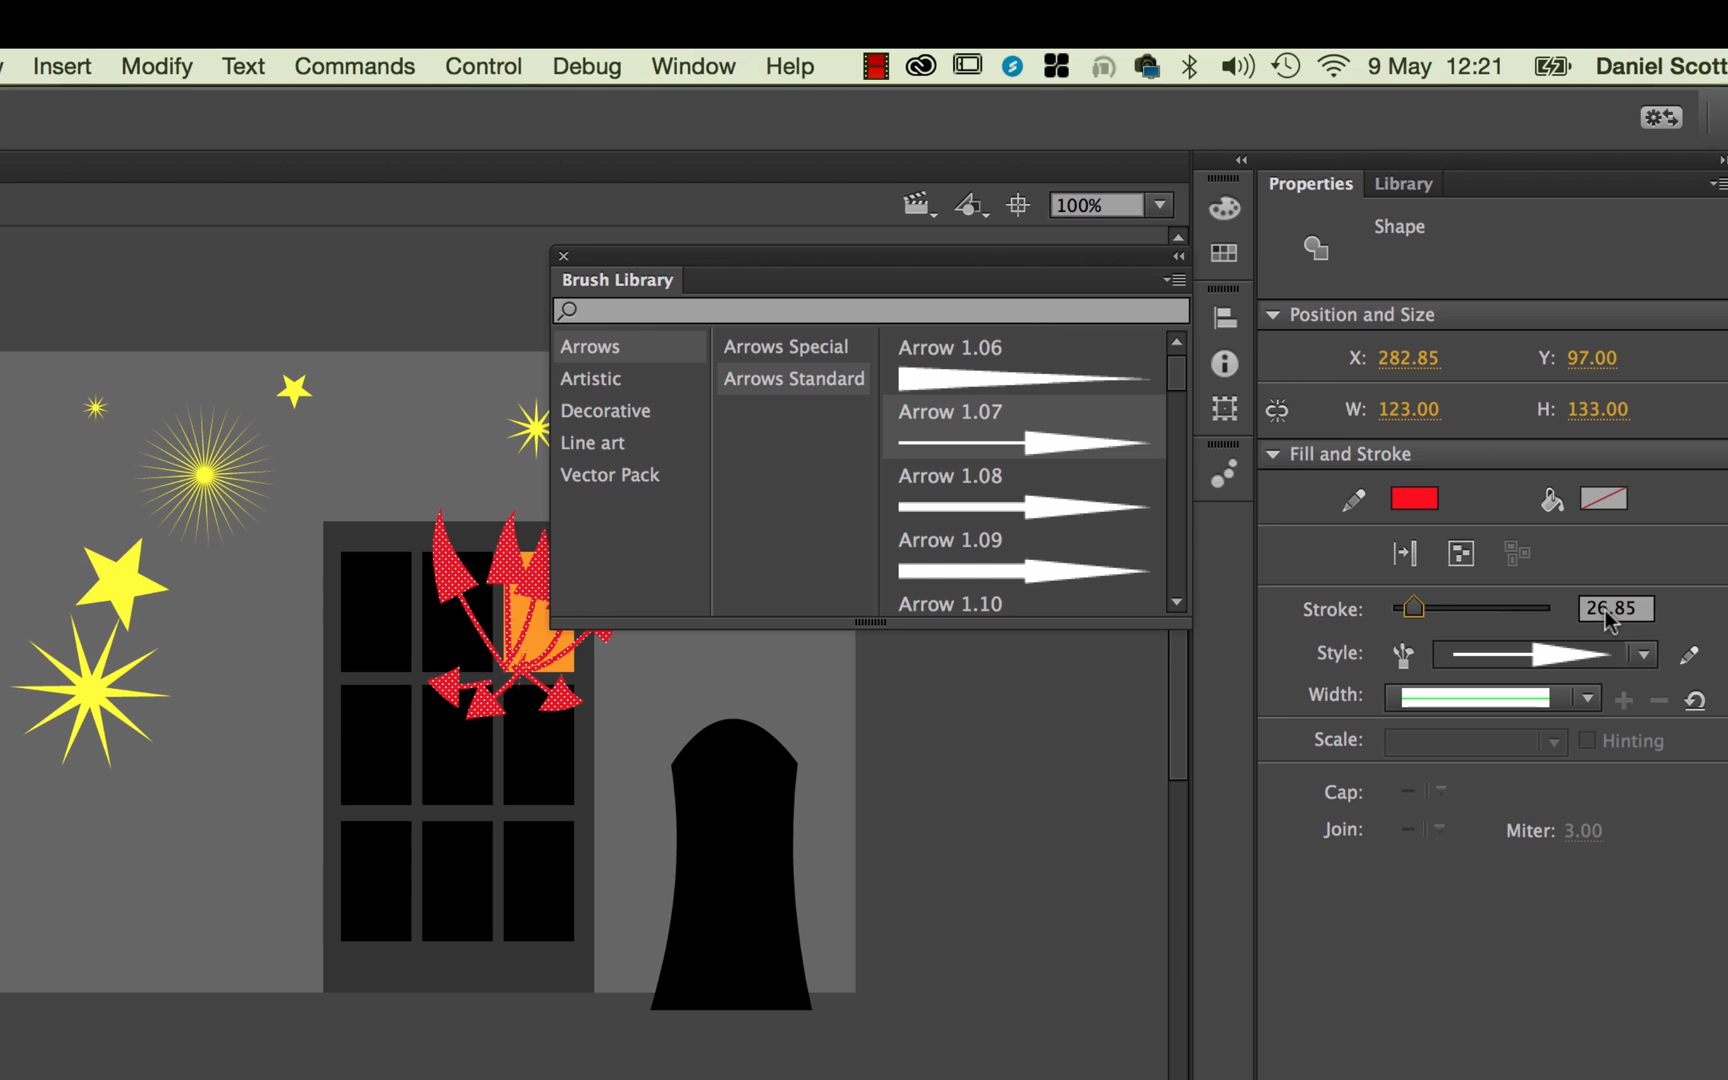 Insert Modify Text Commands Control Debug Window Help 9 May 12:21 Daniel Scott
100%
Properties Library
Shape
Brush Library
Position and Size
Arrows Arrows Special Arrow 1.06
X: 282.85 Y: 97.00
Artistic Arrows Standard
Decorative Arrow 1.07
W: 123.00 H: 133.00
Line art
Fill and Stroke
Vector Pack Arrow 1.08
Arrow 1.09
Arrow 1.10
Stroke: 26.85
Style:
Width:
Scale: Hinting
Cap:
Join: Miter: 3.00